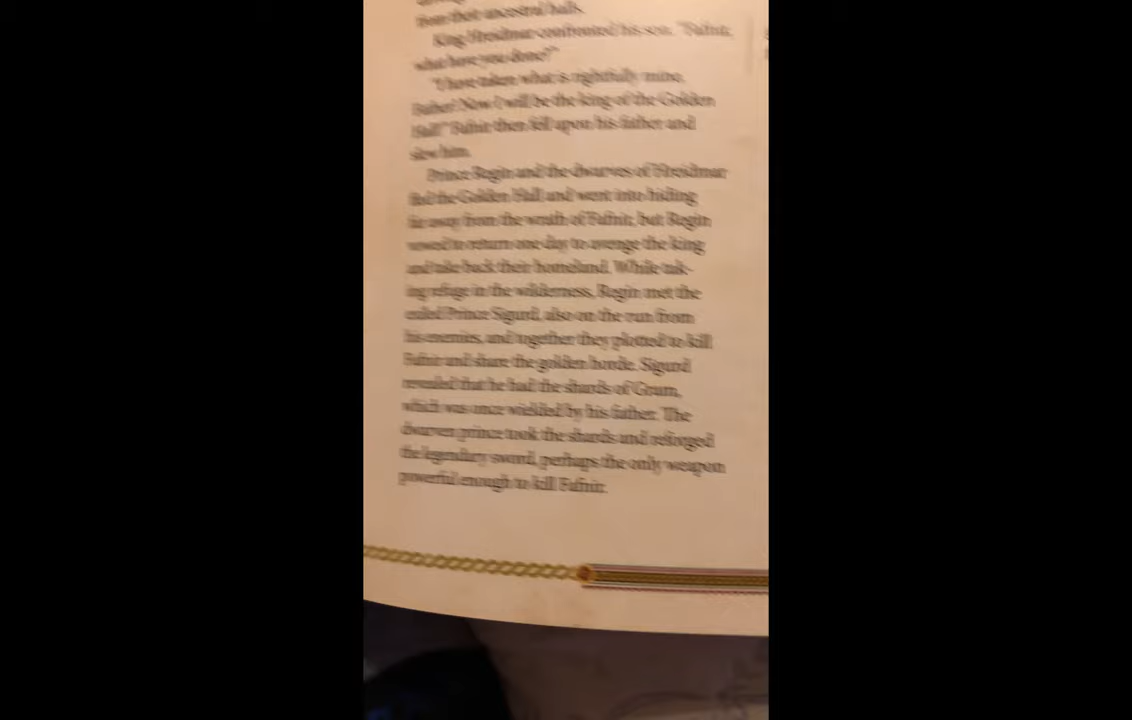 from their ancestral halls.
King Hreidmar confronted his son. "Fafnir,
what have you done?"
"I have taken what is rightfully mine,
Father! Now I will be the king of the Golden
Hall!" Fafnir then fell upon his father and
slew him.
Prince Regin and the dwarves of Hreidmar
fled the Golden Hall and went into hiding
far away from the wrath of Fafnir, but Regin
vowed to return one day to avenge the king
and take back their homeland. While tak-
ing refuge in the wilderness, Regin met the
exiled Prince Sigurd, also on the run from
his enemies, and together they plotted to kill
Fafnir and share the golden horde. Sigurd
revealed that he had the shards of Gram,
which was once wielded by his father. The
dwarven prince took the shards and reforged
the legendary sword, perhaps the only weapon
powerful enough to kill Fafnir.